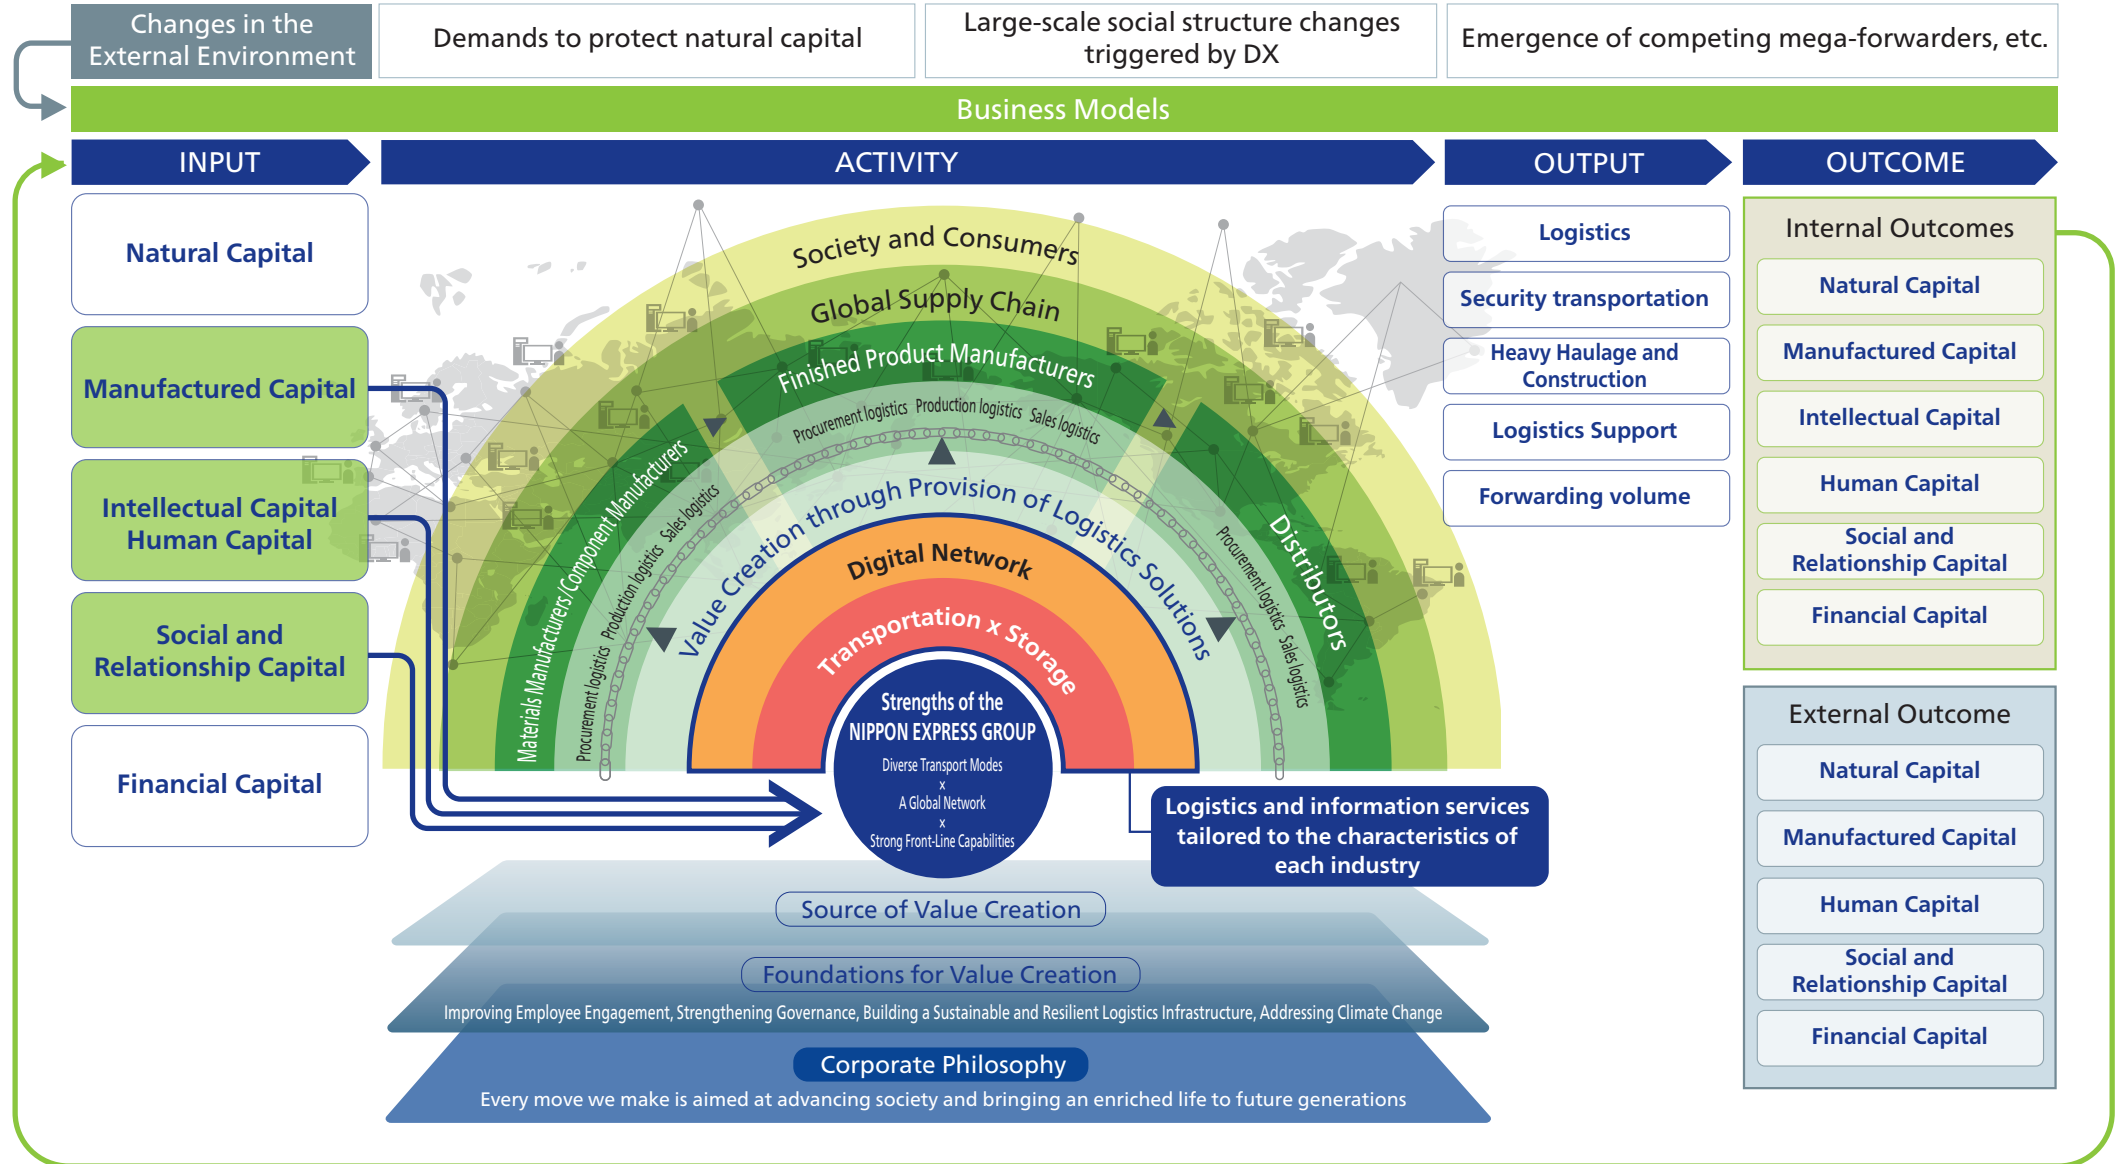 Changes in the
External Environment
Demands to protect natural capital
Large-scale social structure changes
triggered by DX
Emergence of competing mega-forwarders, etc.
Business Models
INPUT
ACTIVITY
OUTPUT
OUTCOME
Natural Capital
Manufactured Capital
Intellectual Capital
Human Capital
Social and
Relationship Capital
Financial Capital
Society and Consumers
Global Supply Chain
Finished Product Manufacturers
Procurement logistics Production logistics Sales logistics
Materials Manufacturers/Component Manufacturers
Procurement logistics Production logistics Sales logistics
Distributors
Procurement logistics Sales logistics
Value Creation through Provision of Logistics Solutions
Digital Network
Transportation x Storage
Strengths of the
NIPPON EXPRESS GROUP
Diverse Transport Modes
x
A Global Network
x
Strong Front-Line Capabilities
Logistics and information services
tailored to the characteristics of
each industry
Source of Value Creation
Foundations for Value Creation
Improving Employee Engagement, Strengthening Governance, Building a Sustainable and Resilient Logistics Infrastructure, Addressing Climate Change
Corporate Philosophy
Every move we make is aimed at advancing society and bringing an enriched life to future generations
Logistics
Security transportation
Heavy Haulage and
Construction
Logistics Support
Forwarding volume
Internal Outcomes
Natural Capital
Manufactured Capital
Intellectual Capital
Human Capital
Social and
Relationship Capital
Financial Capital
External Outcome
Natural Capital
Manufactured Capital
Human Capital
Social and
Relationship Capital
Financial Capital